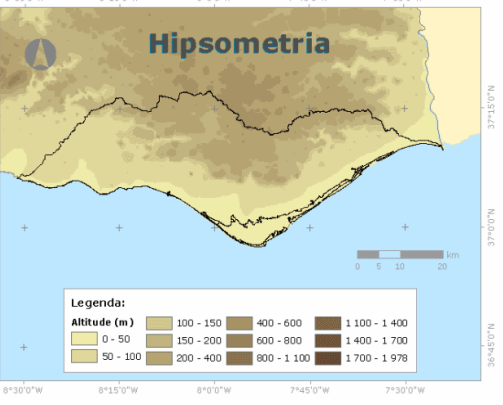 Hipsometria
37°0.51'N
37°0'0"N
36°45'0"N
km
0 5 10 20
Legenda:
Altitude (m)
0 - 50
50 - 100
100 - 150
150 - 200
200 - 400
400 - 600
600 - 800
800 - 1 100
1 100 - 1 400
1 400 - 1 700
1 700 - 1 978
8°30'0"W 8°15'0"W 8°0'0"W 7°45'0"W 7°30'0"W